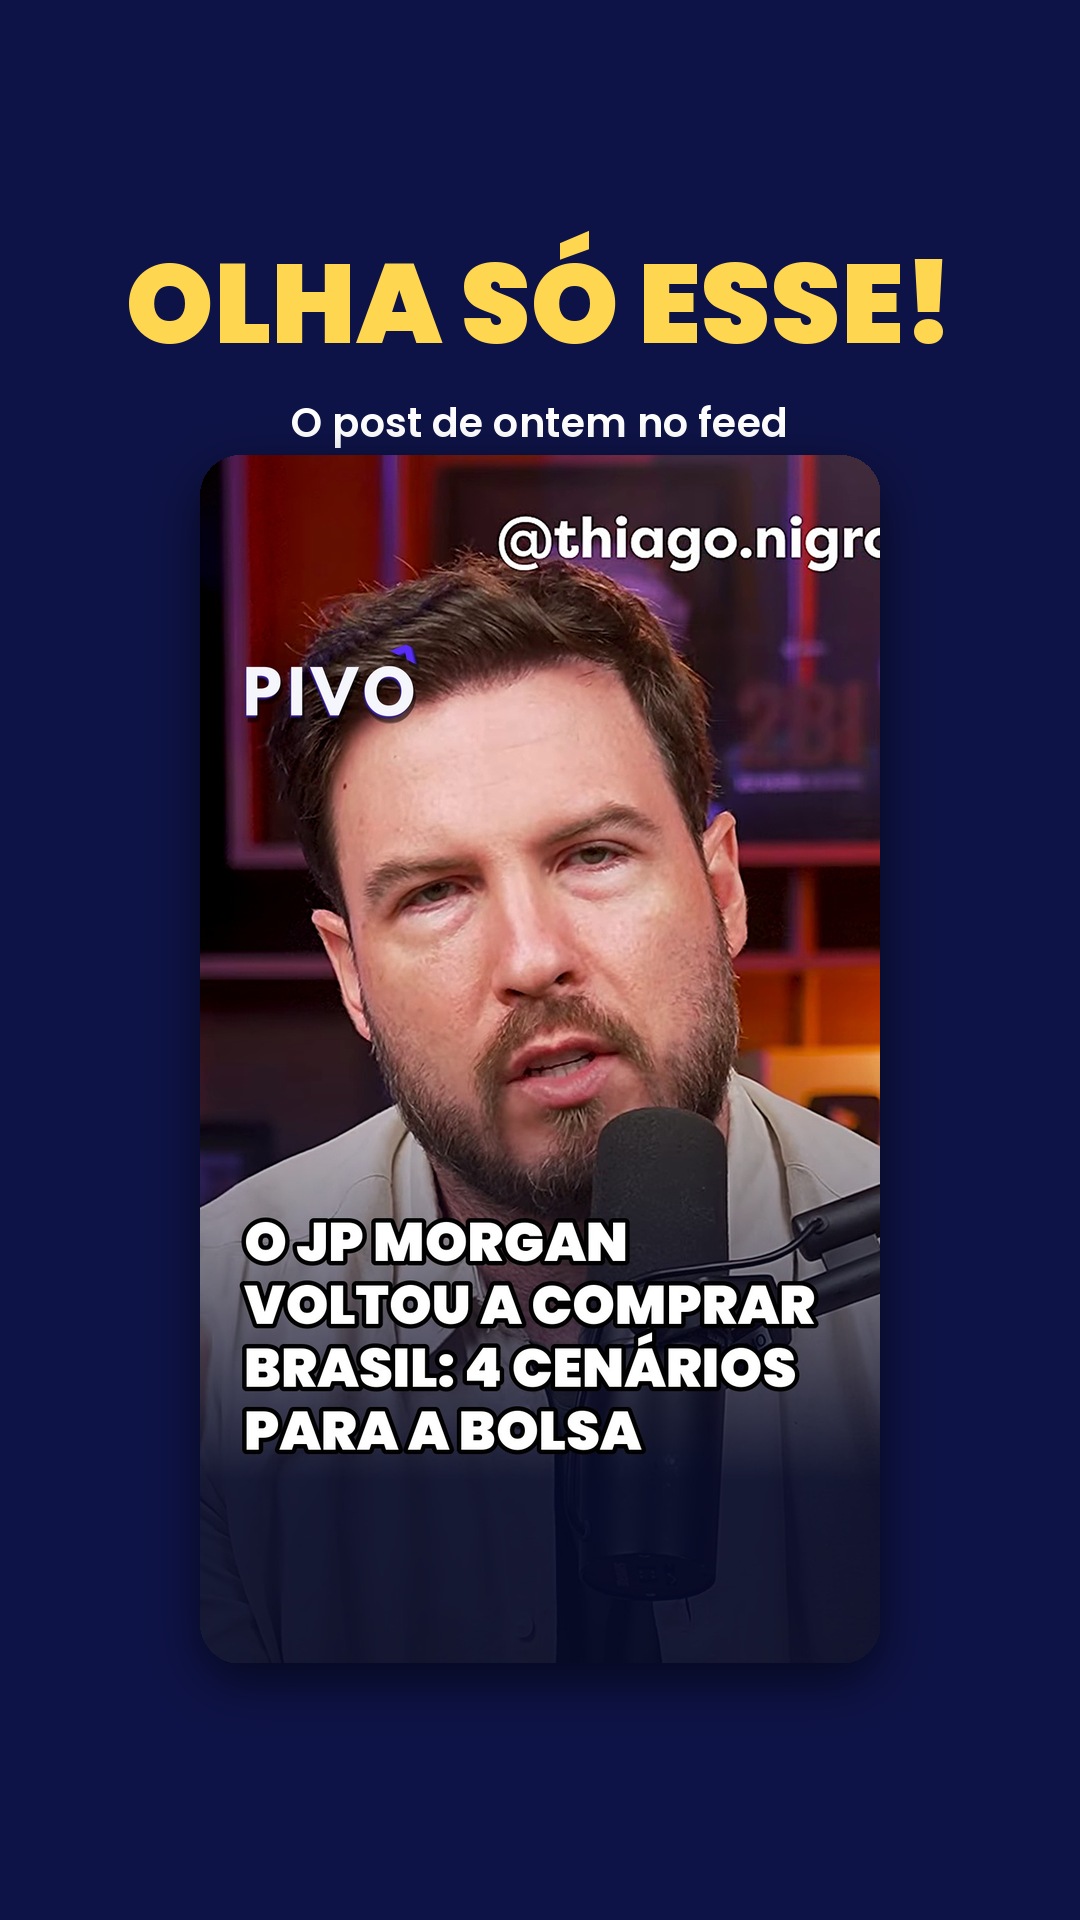 OLHA SÓ ESSE!
O post de ontem no feed
@thiago.nigro
PIVÔ
O JP MORGAN
VOLTOU A COMPRAR
BRASIL: 4 CENÁRIOS
PARA A BOLSA